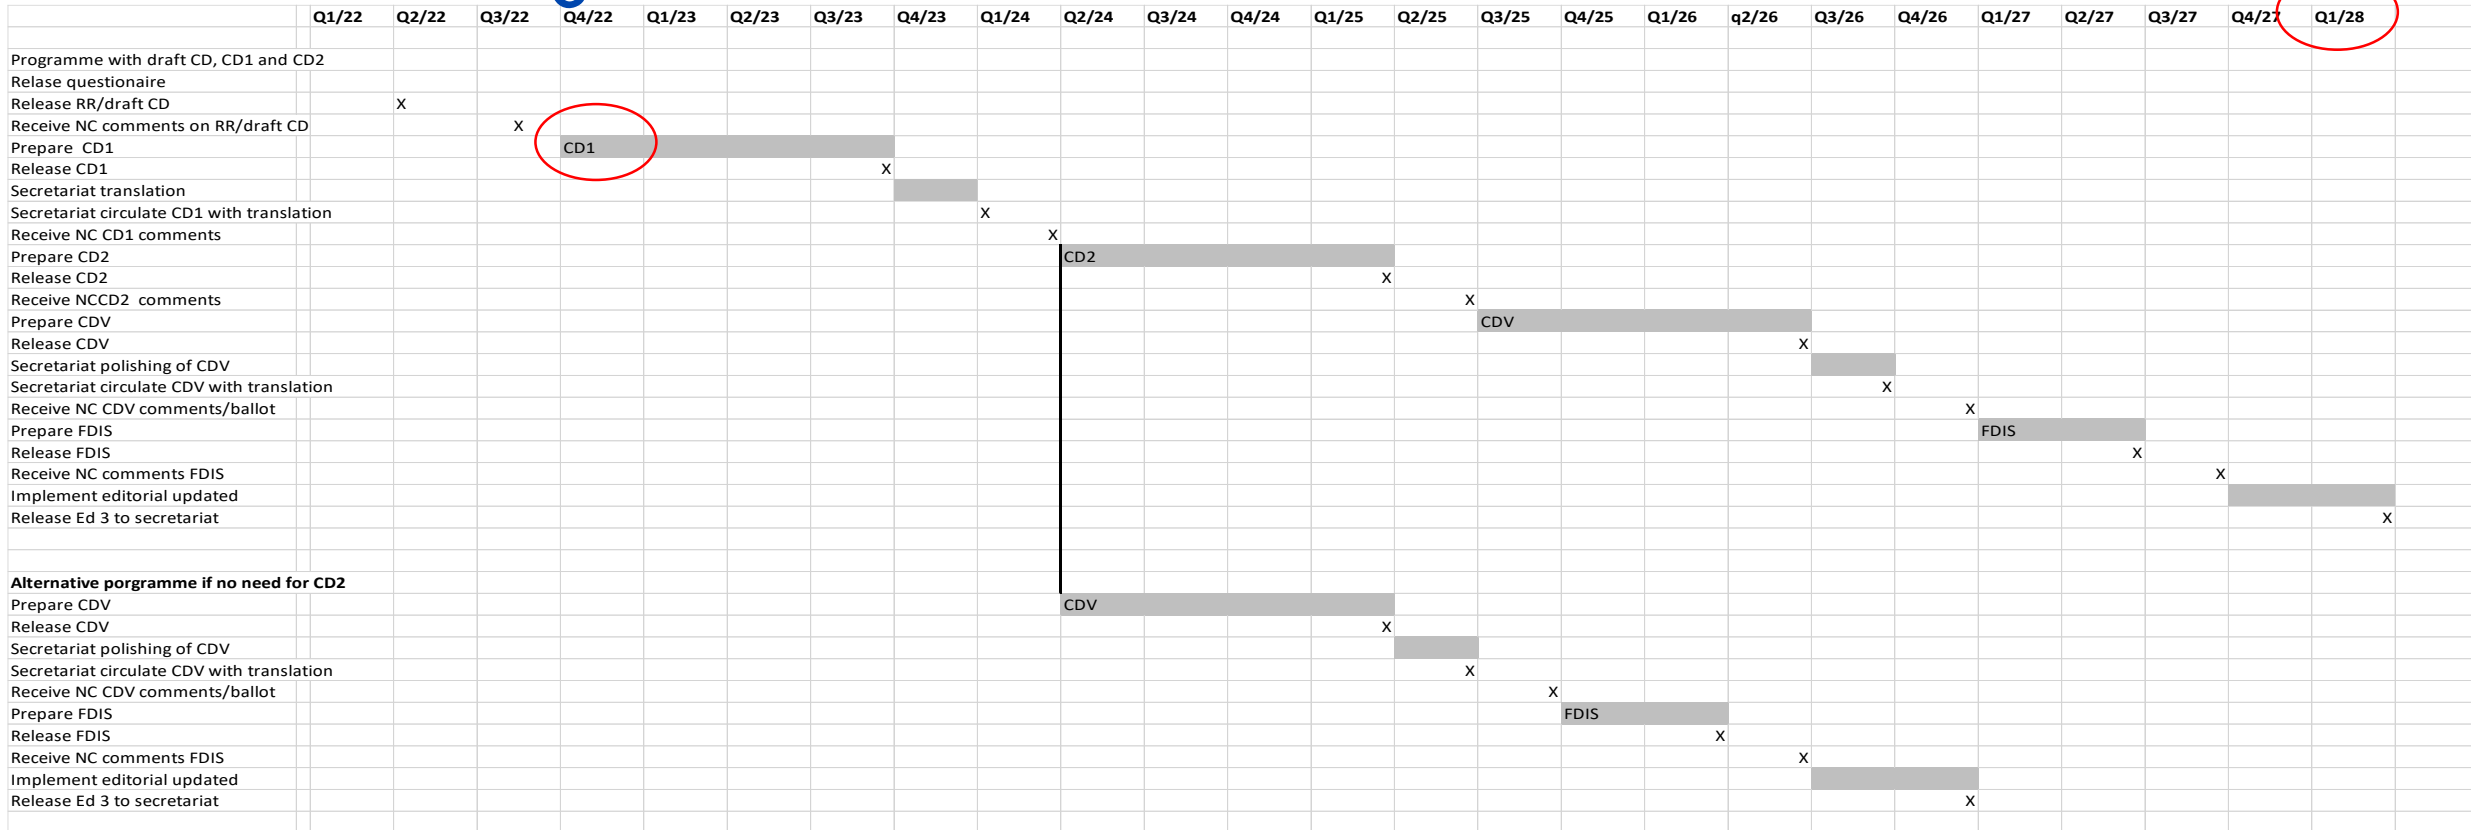 Q1/22 Q2/22 Q3/22 Q4/22 Q1/23 Q2/23 Q3/23 Q4/23 Q1/24 Q2/24 Q3/24 Q4/24 Q1/25 Q2/25 Q3/25 Q4/25 Q1/26 q2/26 Q3/26 Q4/26 Q1/27 Q2/27 Q3/27 Q4/27 Q1/28
Programme with draft CD, CD1 and CD2
Relase questionaire
Release RR/draft CD X
Receive NC comments on RR/draft CD X
Prepare CD1 CD1
Release CD1 X
Secretariat translation
Secretariat circulate CD1 with translation X
Receive NC CD1 comments X
Prepare CD2 CD2
Release CD2 X
Receive NCCD2 comments X
Prepare CDV CDV
Release CDV X
Secretariat polishing of CDV
Secretariat circulate CDV with translation X
Receive NC CDV comments/ballot X
Prepare FDIS FDIS
Release FDIS X
Receive NC comments FDIS X
Implement editorial updated
Release Ed 3 to secretariat X
Alternative porgramme if no need for CD2
Prepare CDV CDV
Release CDV X
Secretariat polishing of CDV
Secretariat circulate CDV with translation X
Receive NC CDV comments/ballot X
Prepare FDIS FDIS
Release FDIS X
Receive NC comments FDIS X
Implement editorial updated
Release Ed 3 to secretariat X